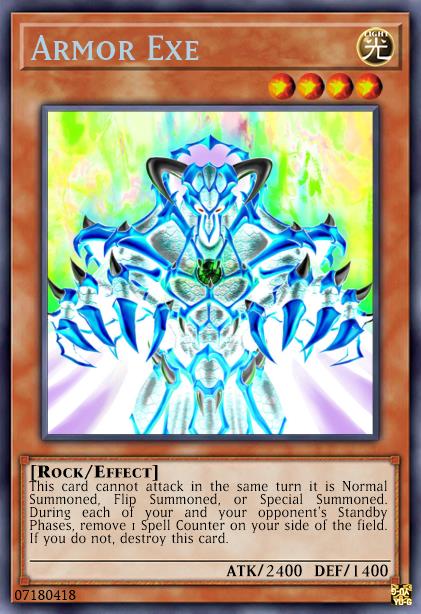 Armor Exe
LIGHT
光
[Rock/Effect]
This card cannot attack in the same turn it is Normal
Summoned, Flip Summoned, or Special Summoned.
During each of your and your opponent's Standby
Phases, remove 1 Spell Counter on your side of the field.
If you do not, destroy this card.
ATK/2400 DEF/1400
07180418